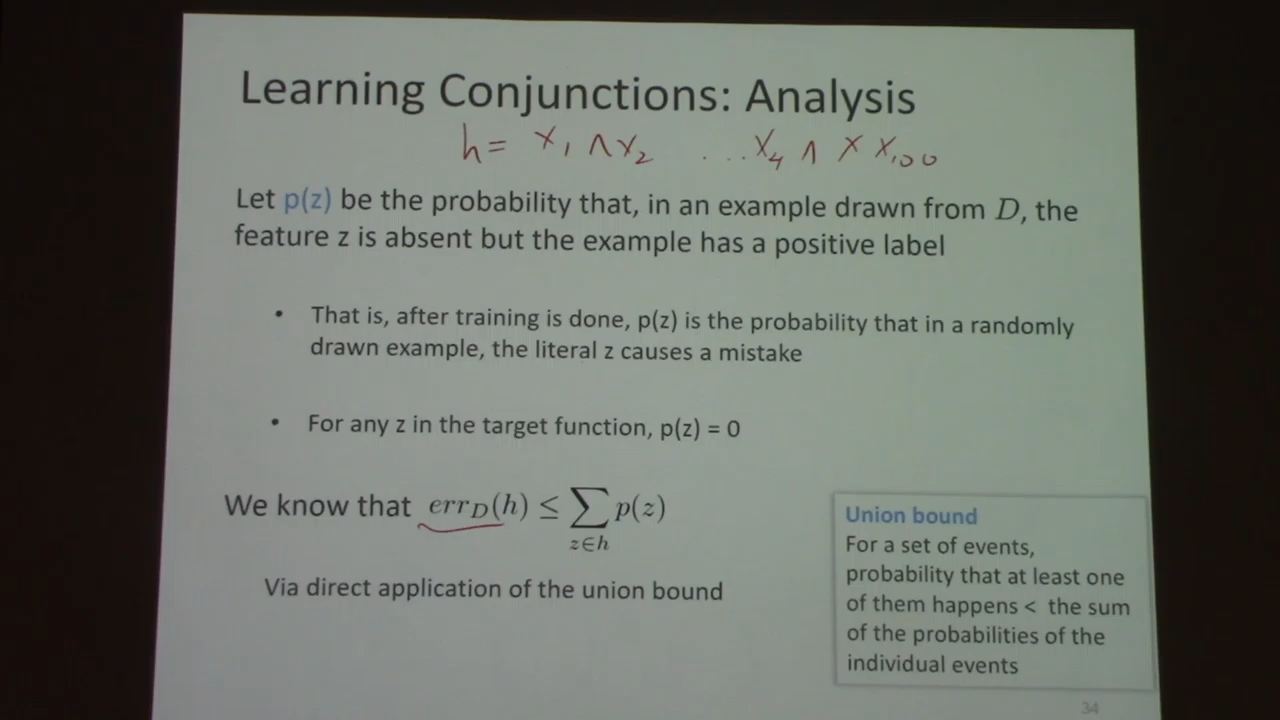 Learning Conjunctions: Analysis
h = x₁ ∧ x₂ ... x₄ ∧ x x₁₀₀
Let p(z) be the probability that, in an example drawn from D, the
feature z is absent but the example has a positive label
• That is, after training is done, p(z) is the probability that in a randomly
drawn example, the literal z causes a mistake
• For any z in the target function, p(z) = 0
We know that err_D(h) ≤ ∑_{z∈h} p(z)
Via direct application of the union bound
Union bound
For a set of events,
probability that at least one
of them happens < the sum
of the probabilities of the
individual events
34